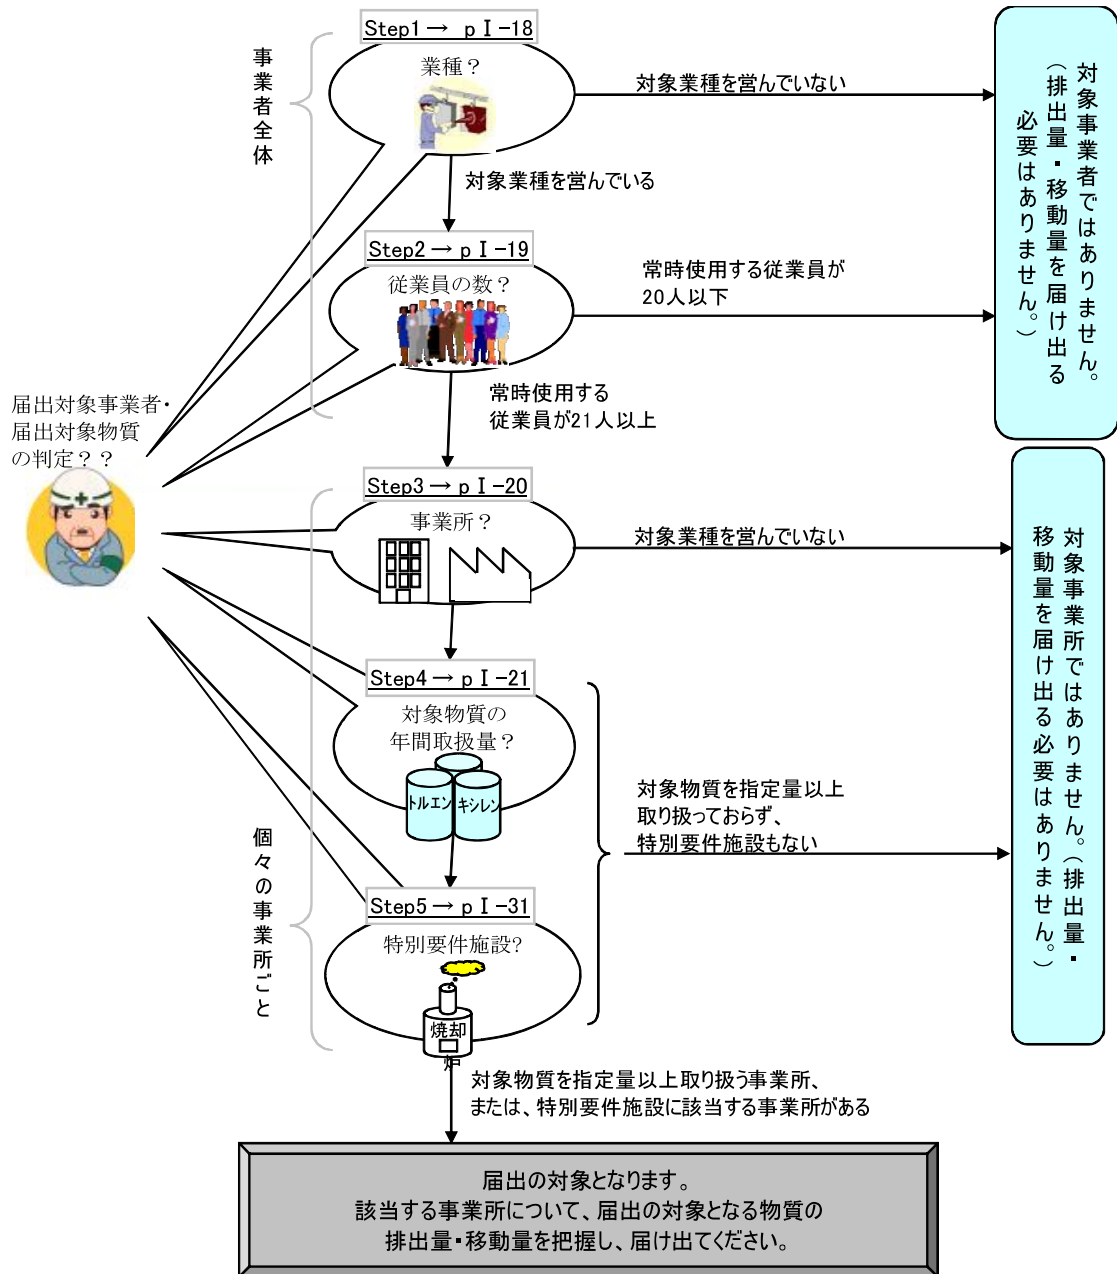 届出対象事業者・
届出対象物質
の判定？？
事業者全体
Step1→ pⅠ-18
業種？
対象業種を営んでいない
対象業種を営んでいる
Step2→ pⅠ-19
従業員の数？
常時使用する従業員が
20人以下
常時使用する
従業員が21人以上
対象事業者ではありません。
（排出量・移動量を届け出る
必要はありません。）
個々の事業所ごと
Step3→ pⅠ-20
事業所？
対象業種を営んでいない
Step4→ pⅠ-21
対象物質の
年間取扱量？
トルエン
キシレン
対象物質を指定量以上
取り扱っておらず、
特別要件施設もない
Step5→ pⅠ-31
特別要件施設?
焼却
炉
対象事業所ではありません。（排出量・
移動量を届け出る必要はありません。）
対象物質を指定量以上取り扱う事業所、
または、特別要件施設に該当する事業所がある
届出の対象となります。
該当する事業所について、届出の対象となる物質の
排出量・移動量を把握し、届け出てください。